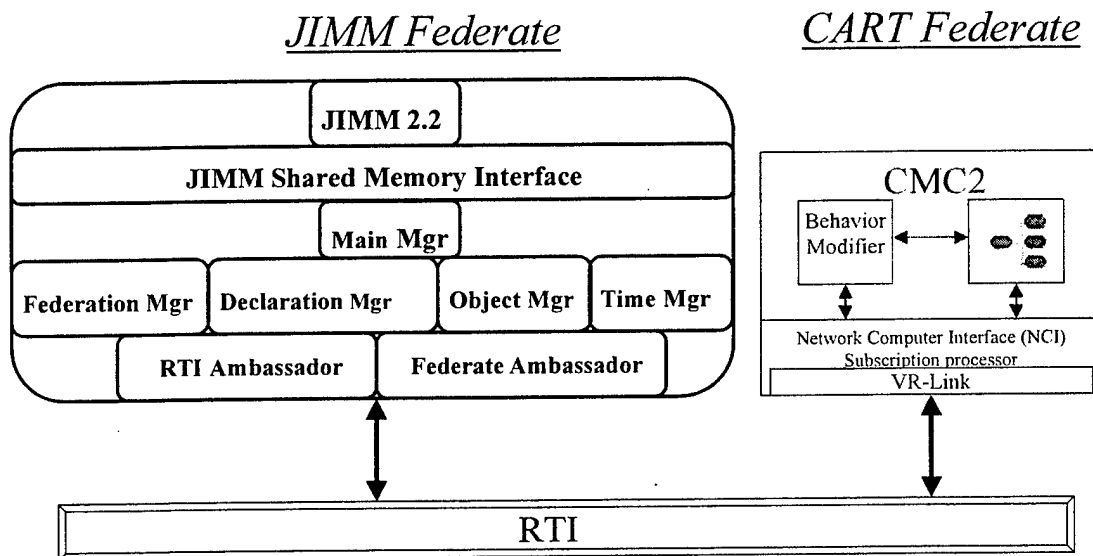 JIMM Federate
CART Federate
JIMM 2.2
JIMM Shared Memory Interface
Main Mgr
Federation Mgr
Declaration Mgr
Object Mgr
Time Mgr
RTI Ambassador
Federate Ambassador
CMC2
Behavior
Modifier
Network Computer Interface (NCI)
Subscription processor
VR-Link
RTI